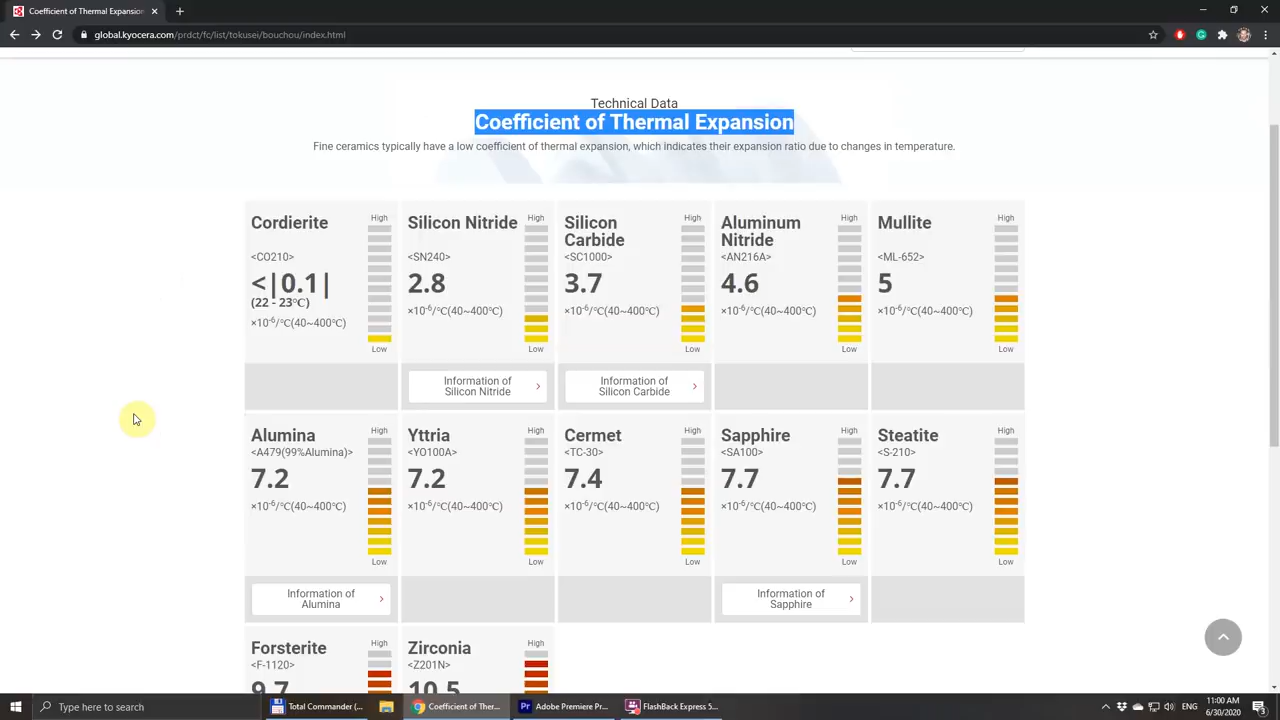 Coefficient of Thermal Expansion
global.kyocera.com/prdct/fc/list/tokusei/bouchou/index.html
Technical Data
Coefficient of Thermal Expansion
Fine ceramics typically have a low coefficient of thermal expansion, which indicates their expansion ratio due to changes in temperature.
Cordierite
High
<CO210>
<|0.1|
(22 - 23℃)
×10-6/℃(40~400℃)
Low
Silicon Nitride
High
<SN240>
2.8
×10-6/℃(40~400℃)
Low
Information of
Silicon Nitride
Silicon
Carbide
High
<SC1000>
3.7
×10-6/℃(40~400℃)
Low
Information of
Silicon Carbide
Aluminum
Nitride
High
<AN216A>
4.6
×10-6/℃(40~400℃)
Low
Mullite
High
<ML-652>
5
×10-6/℃(40~400℃)
Low
Alumina
High
<A479(99%Alumina)>
7.2
×10-6/℃(40~400℃)
Low
Information of
Alumina
Yttria
High
<YO100A>
7.2
×10-6/℃(40~400℃)
Low
Cermet
High
<TC-30>
7.4
×10-6/℃(40~400℃)
Low
Sapphire
High
<SA100>
7.7
×10-6/℃(40~400℃)
Low
Information of
Sapphire
Steatite
High
<S-210>
7.7
×10-6/℃(40~400℃)
Low
Forsterite
High
<F-1120>
9.7
Zirconia
High
<Z201N>
10.5
Type here to search
Total Commander (...
Coefficient of Ther...
Adobe Premiere Pr...
FlashBack Express 5...
ENG
11:00 AM
6/30/2020
3